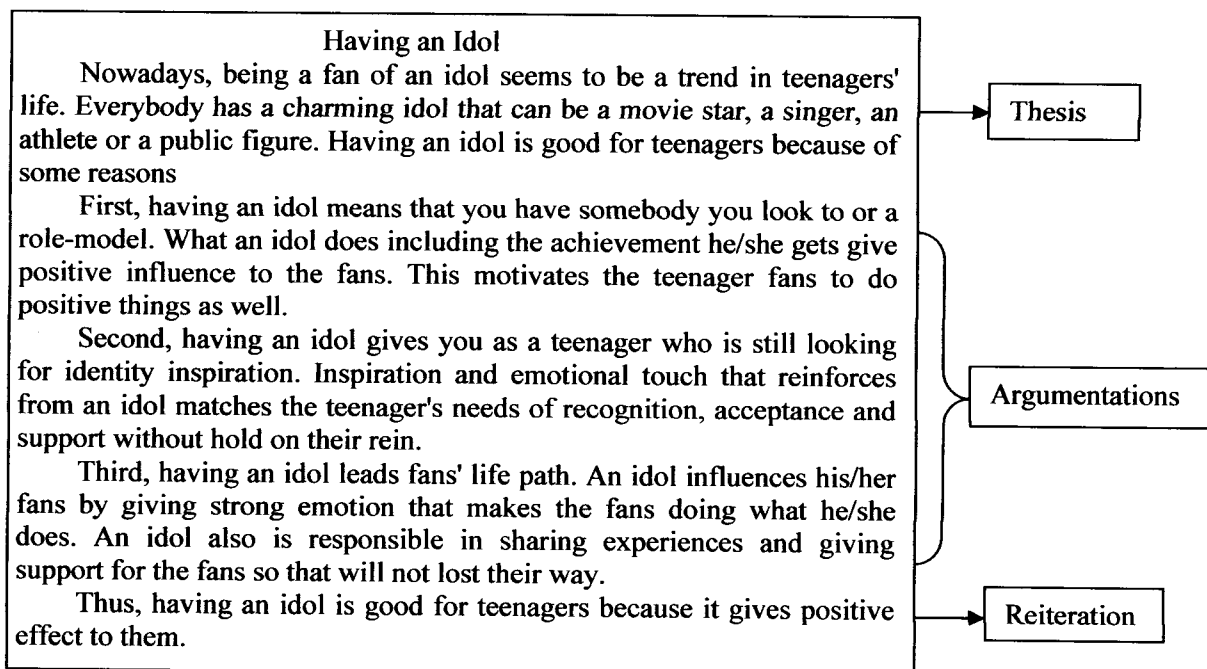 Having an Idol
Nowadays, being a fan of an idol seems to be a trend in teenagers'
life. Everybody has a charming idol that can be a movie star, a singer, an
athlete or a public figure. Having an idol is good for teenagers because of
some reasons
First, having an idol means that you have somebody you look to or a
role-model. What an idol does including the achievement he/she gets give
positive influence to the fans. This motivates the teenager fans to do
positive things as well.
Second, having an idol gives you as a teenager who is still looking
for identity inspiration. Inspiration and emotional touch that reinforces
from an idol matches the teenager's needs of recognition, acceptance and
support without hold on their rein.
Third, having an idol leads fans' life path. An idol influences his/her
fans by giving strong emotion that makes the fans doing what he/she
does. An idol also is responsible in sharing experiences and giving
support for the fans so that will not lost their way.
Thus, having an idol is good for teenagers because it gives positive
effect to them.
Thesis
Argumentations
Reiteration